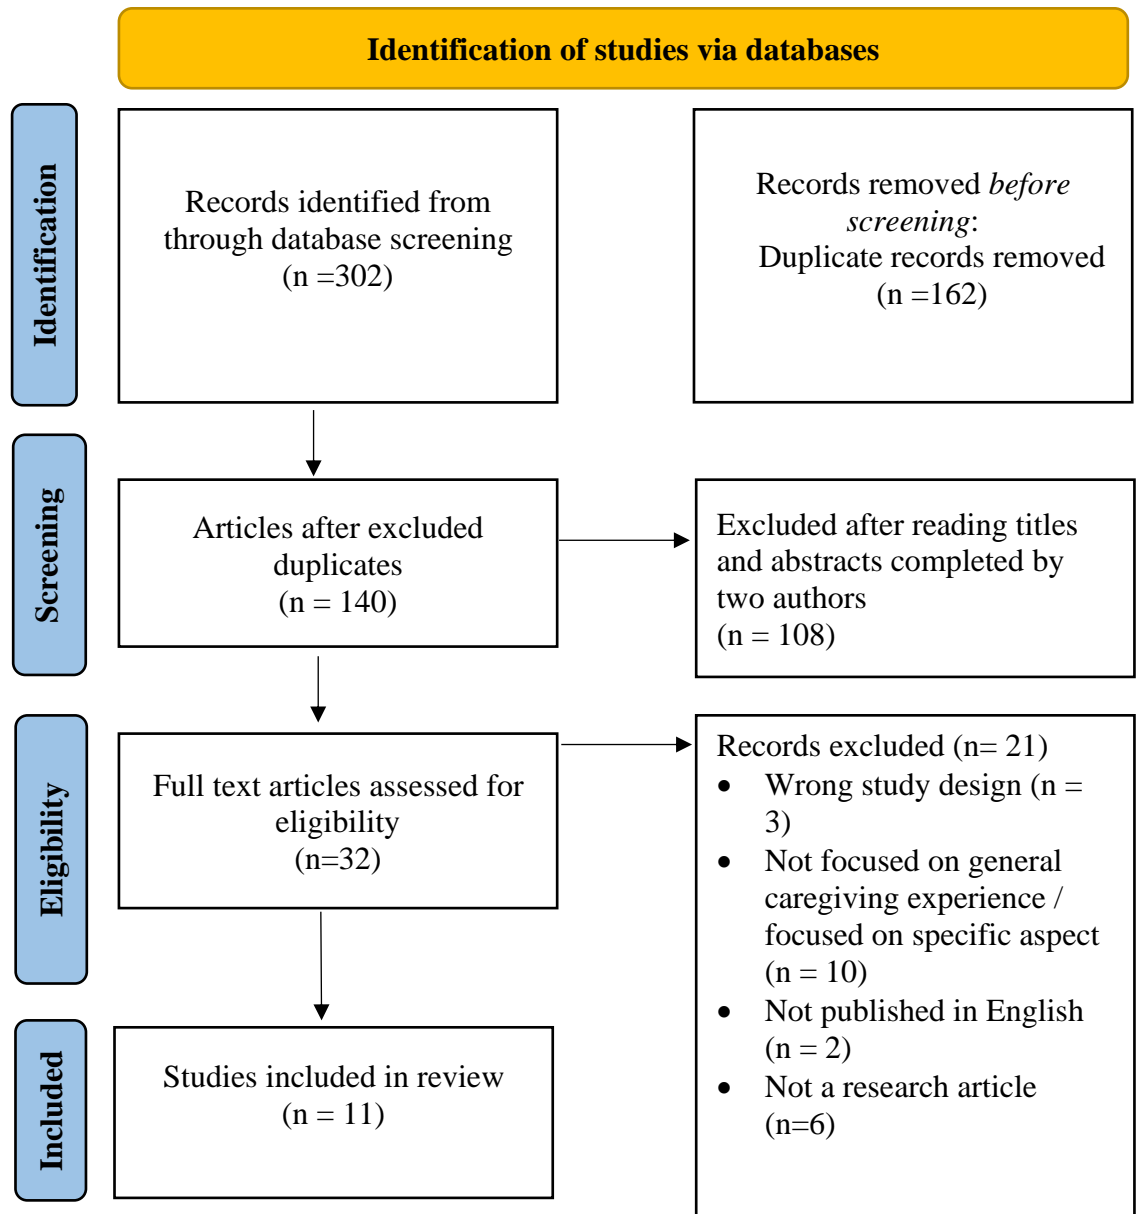 Identification of studies via databases
Identification
Records identified from
through database screening
(n =302)
Records removed before
screening:
Duplicate records removed
(n =162)
Screening
Articles after excluded
duplicates
(n = 140)
Excluded after reading titles
and abstracts completed by
two authors
(n = 108)
Eligibility
Full text articles assessed for
eligibility
(n=32)
Records excluded (n= 21)
• Wrong study design (n =
3)
• Not focused on general
caregiving experience /
focused on specific aspect
(n = 10)
• Not published in English
(n = 2)
• Not a research article
(n=6)
Included
Studies included in review
(n = 11)